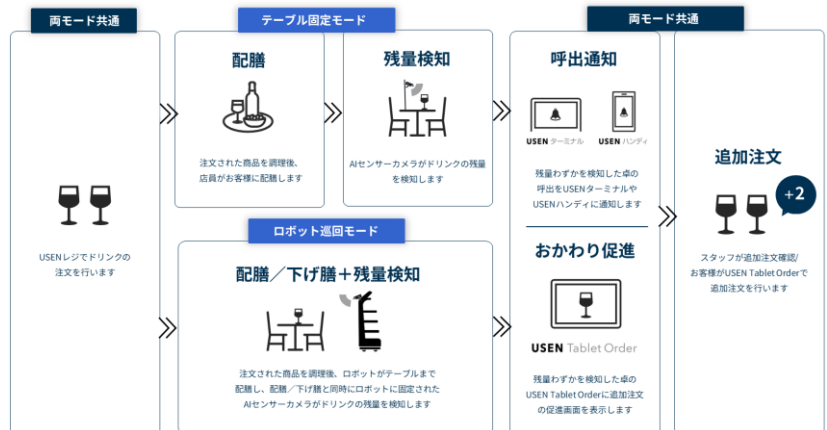 両モード共通
USENレジでドリンクの
注文を行います
テーブル固定モード
配膳
注文された商品を調理後、
店員がお客様に配膳します
残量検知
AIセンサーカメラがドリンクの残量
を検知します
ロボット巡回モード
配膳／下げ膳＋残量検知
注文された商品を調理後、ロボットがテーブルまで
配膳し、配膳／下げ膳と同時にロボットに固定された
AIセンサーカメラがドリンクの残量を検知します
両モード共通
呼出通知
USEN ターミナル
USEN ハンディ
残量わずかを検知した卓の
呼出をUSENターミナルや
USENハンディに通知します
おかわり促進
USEN Tablet Order
残量わずかを検知した卓の
USEN Tablet Orderに追加注文
の促進画面を表示します
追加注文
+2
スタッフが追加注文確認/
お客様がUSEN Tablet Orderで
追加注文を行います